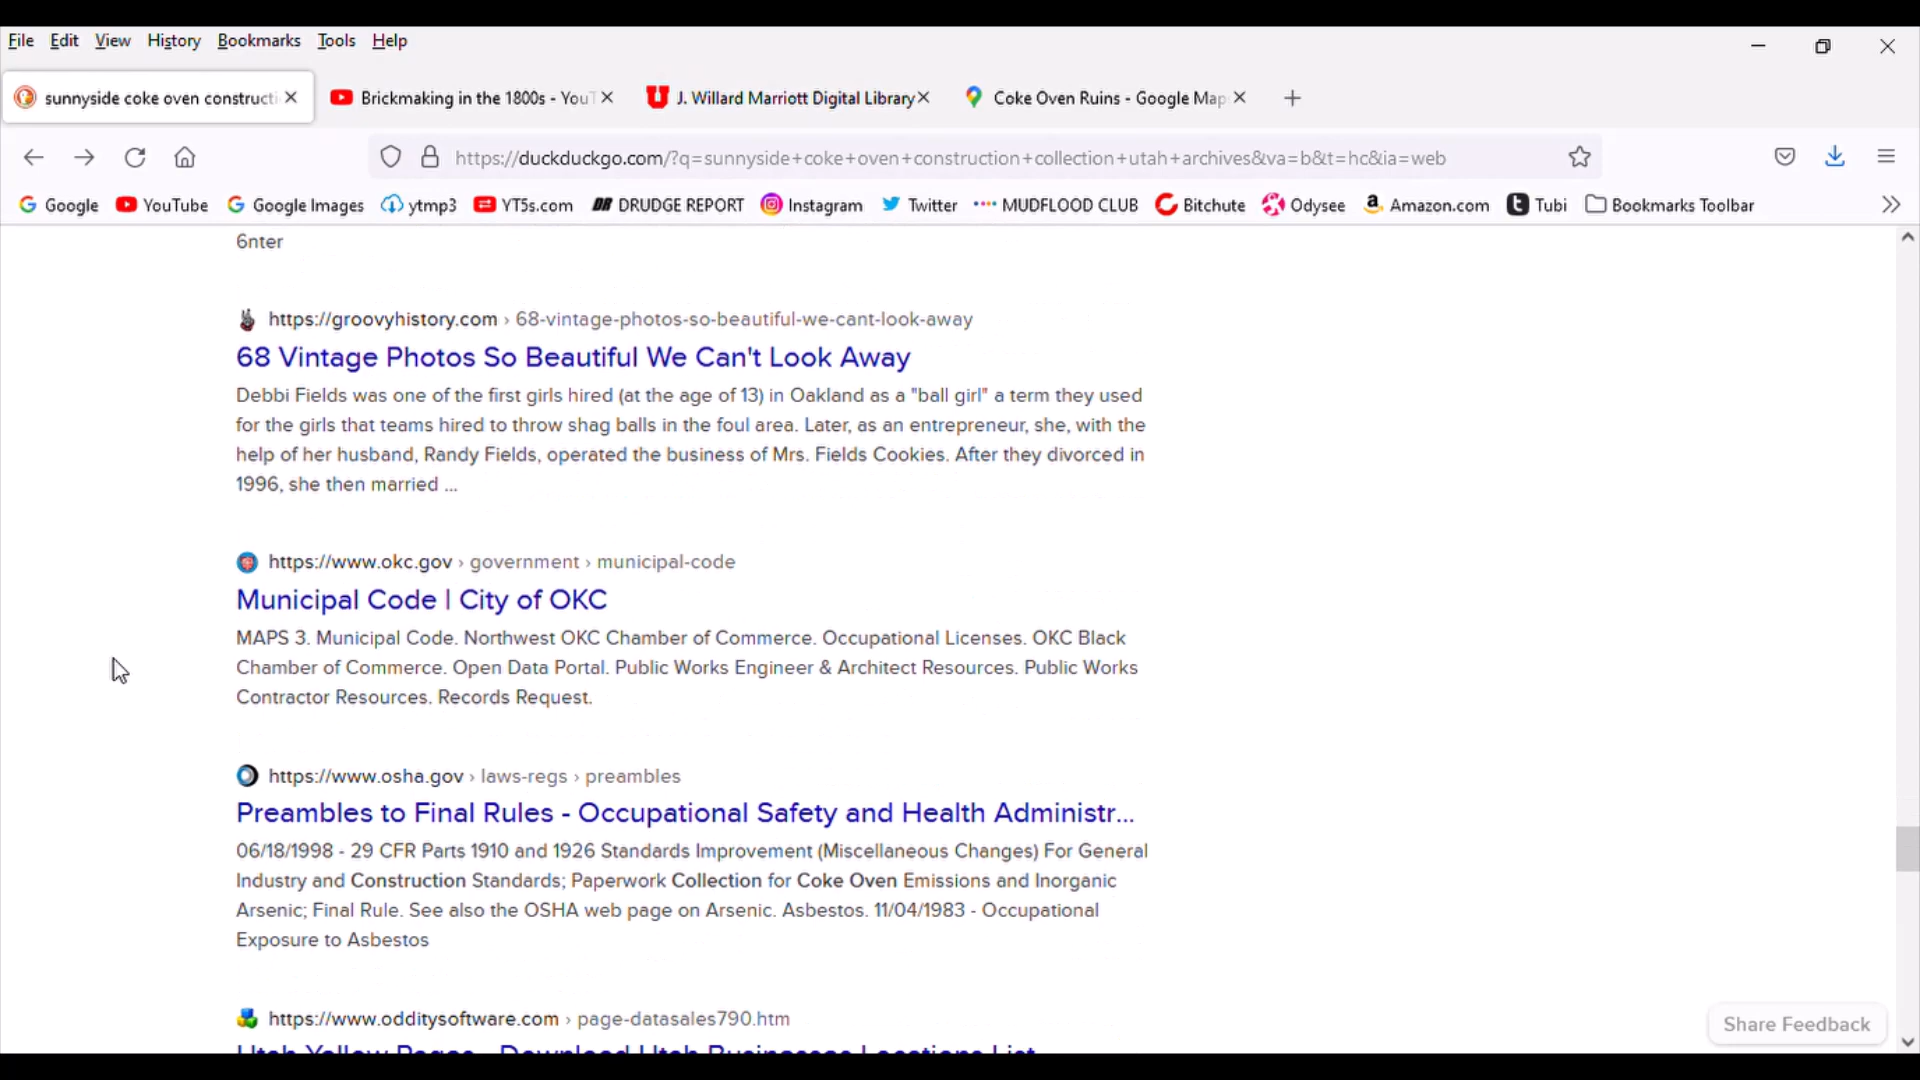 File Edit View History Bookmarks Tools Help
sunnyside coke oven constructi
Brickmaking in the 1800s - YouT
J. Willard Marriott Digital Library
Coke Oven Ruins - Google Map
https://duckduckgo.com/?q=sunnyside+coke+oven+construction+collection+utah+archives&va=b&t=hc&ia=web
Google YouTube Google Images ytmp3 YT5s.com DRUDGE REPORT Instagram Twitter MUDFLOOD CLUB Bitchute Odysee Amazon.com Tubi Bookmarks Toolbar
6nter
https://groovyhistory.com › 68-vintage-photos-so-beautiful-we-cant-look-away
68 Vintage Photos So Beautiful We Can't Look Away
Debbi Fields was one of the first girls hired (at the age of 13) in Oakland as a "ball girl" a term they used
for the girls that teams hired to throw shag balls in the foul area. Later, as an entrepreneur, she, with the
help of her husband, Randy Fields, operated the business of Mrs. Fields Cookies. After they divorced in
1996, she then married ...
https://www.okc.gov › government › municipal-code
Municipal Code | City of OKC
MAPS 3. Municipal Code. Northwest OKC Chamber of Commerce. Occupational Licenses. OKC Black
Chamber of Commerce. Open Data Portal. Public Works Engineer & Architect Resources. Public Works
Contractor Resources. Records Request.
https://www.osha.gov › laws-regs › preambles
Preambles to Final Rules - Occupational Safety and Health Administr...
06/18/1998 - 29 CFR Parts 1910 and 1926 Standards Improvement (Miscellaneous Changes) For General
Industry and Construction Standards; Paperwork Collection for Coke Oven Emissions and Inorganic
Arsenic; Final Rule. See also the OSHA web page on Arsenic. Asbestos. 11/04/1983 - Occupational
Exposure to Asbestos
https://www.odditysoftware.com › page-datasales790.htm
Utah Yellow Pages - Download Utah Businesses Locations List
Share Feedback